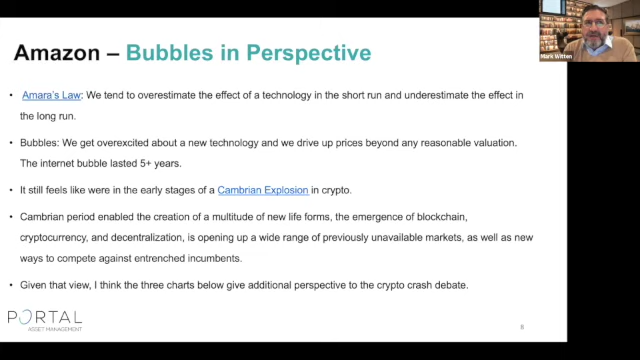 Amazon – Bubbles in Perspective
Mark Witten
• Amara's Law: We tend to overestimate the effect of a technology in the short run and underestimate the effect in
the long run.
• Bubbles: We get overexcited about a new technology and we drive up prices beyond any reasonable valuation.
The internet bubble lasted 5+ years.
• It still feels like were in the early stages of a Cambrian Explosion in crypto.
• Cambrian period enabled the creation of a multitude of new life forms, the emergence of blockchain,
cryptocurrency, and decentralization, is opening up a wide range of previously unavailable markets, as well as new
ways to compete against entrenched incumbents.
• Given that view, I think the three charts below give additional perspective to the crypto crash debate.
PORTAL
ASSET MANAGEMENT
8